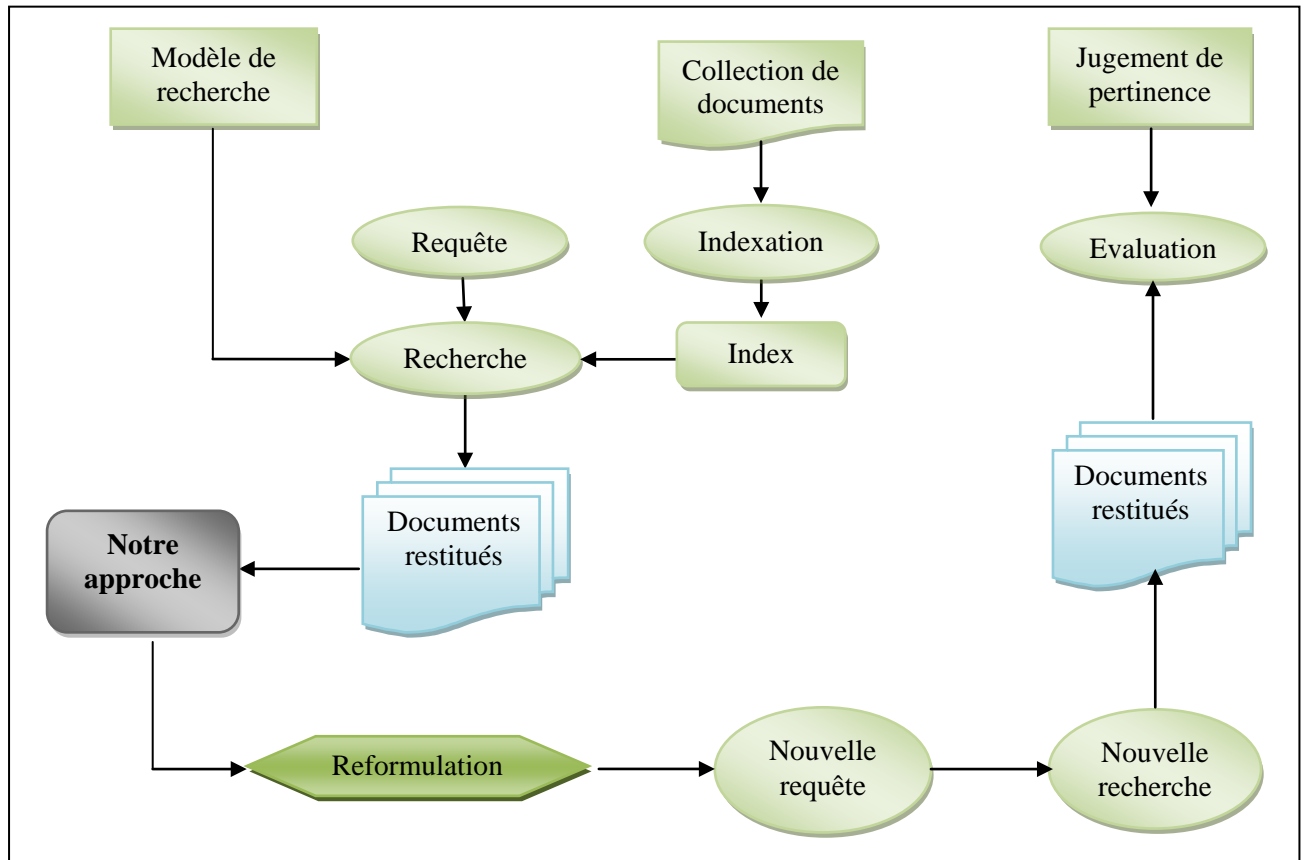 Modèle de
recherche
Collection de
documents
Jugement de
pertinence
Requête
Indexation
Evaluation
Recherche
Index
Documents
restitués
Documents
restitués
Notre
approche
Reformulation
Nouvelle
requête
Nouvelle
recherche